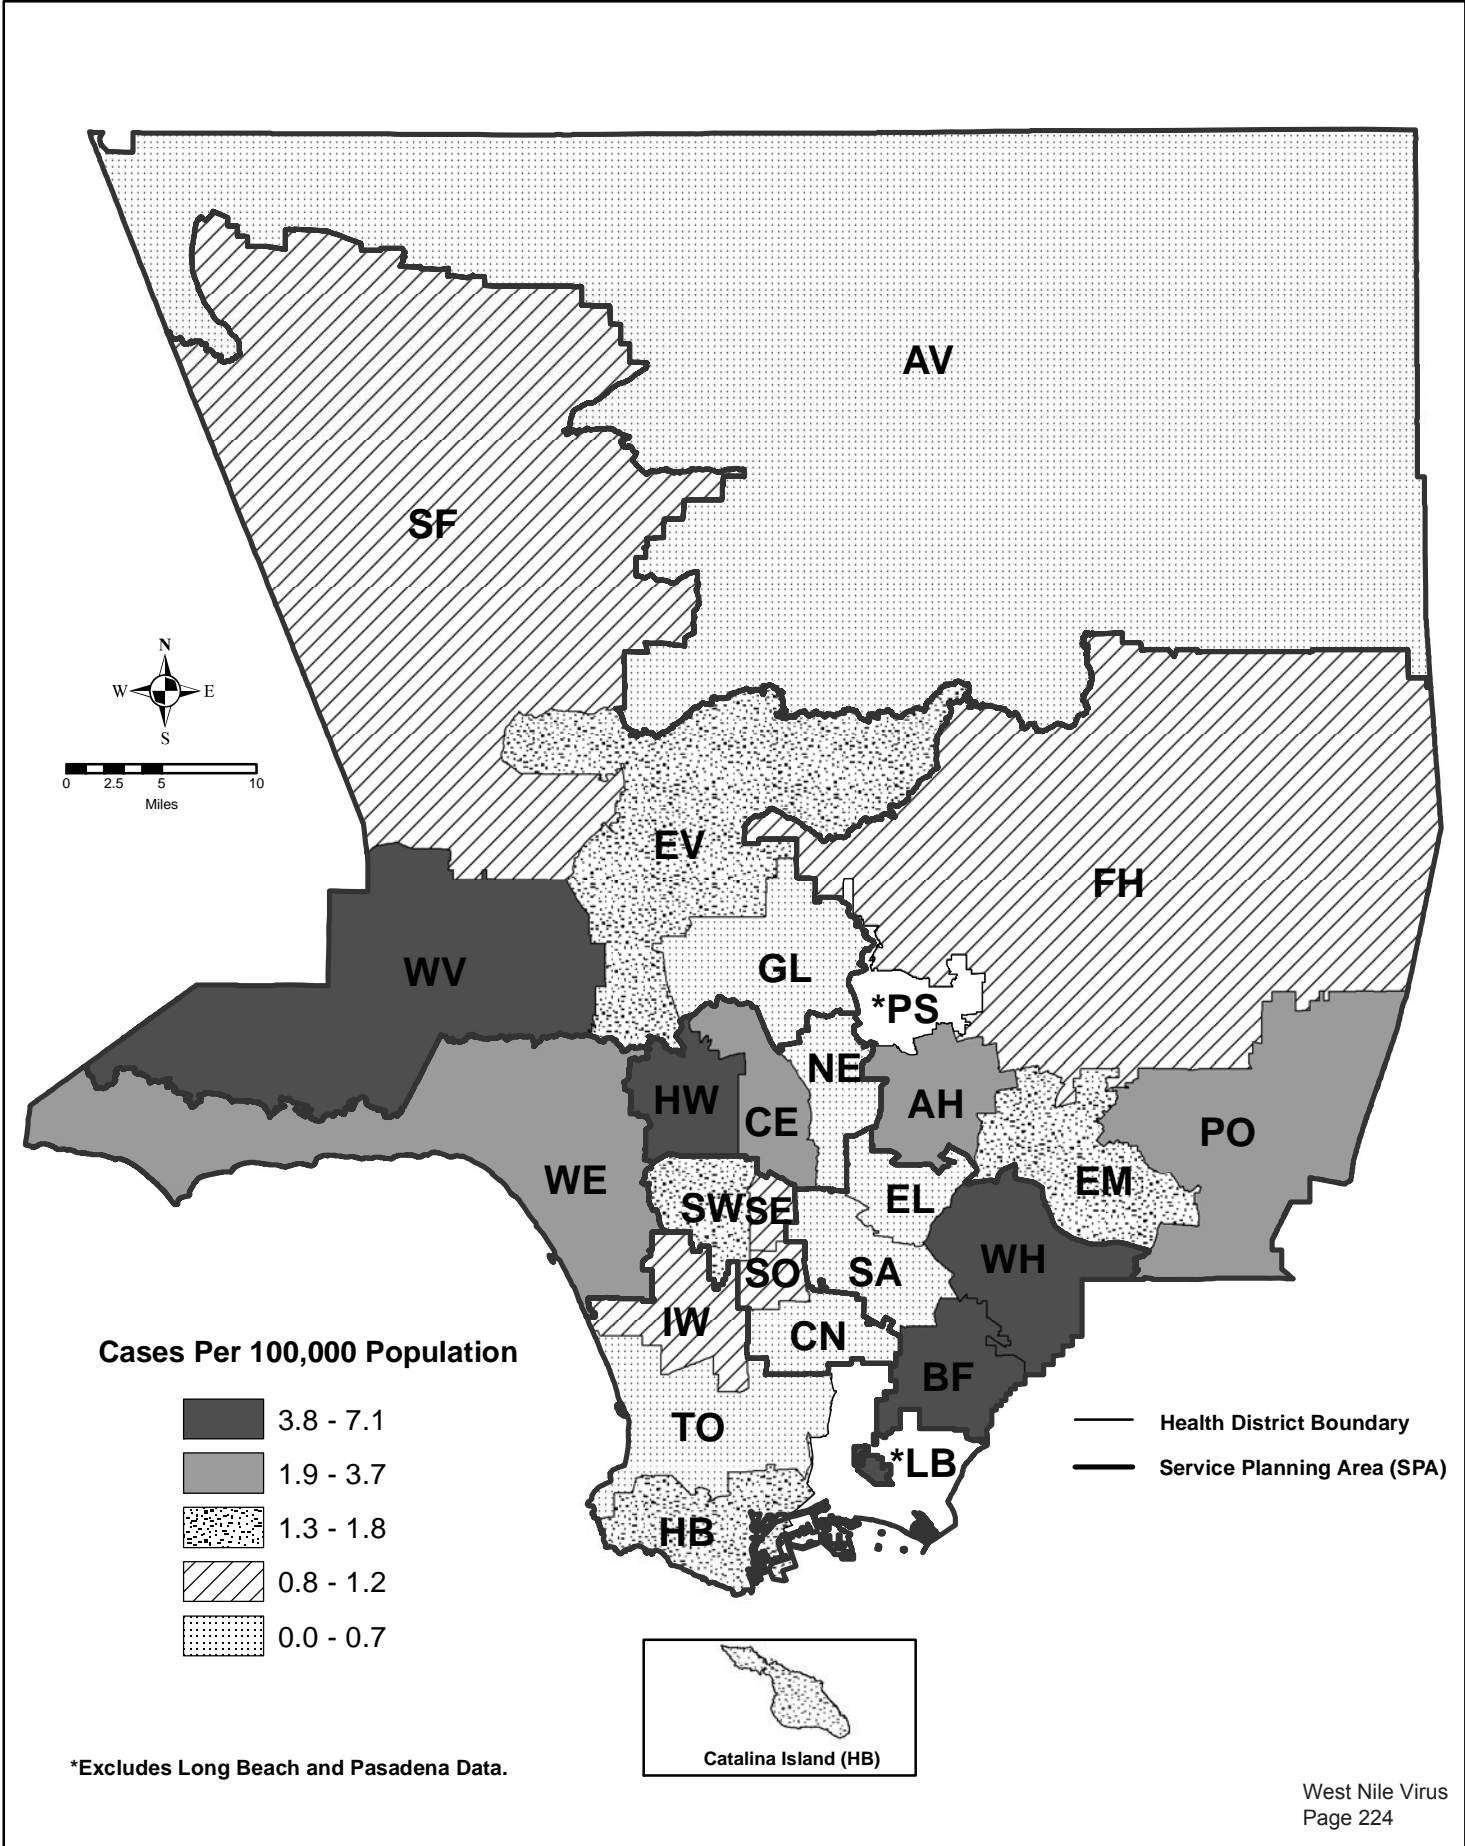 AV
SF
N
W E
S
0 2.5 5 10
Miles
EV
FH
WV
GL
*PS
NE
HW
AH
CE
PO
WE
EM
EL
SW
SE
WH
SO
SA
IW
CN
BF
TO
*LB
HB
Cases Per 100,000 Population
3.8 - 7.1
1.9 - 3.7
1.3 - 1.8
0.8 - 1.2
0.0 - 0.7
Health District Boundary
Service Planning Area (SPA)
Catalina Island (HB)
*Excludes Long Beach and Pasadena Data.
West Nile Virus
Page 224